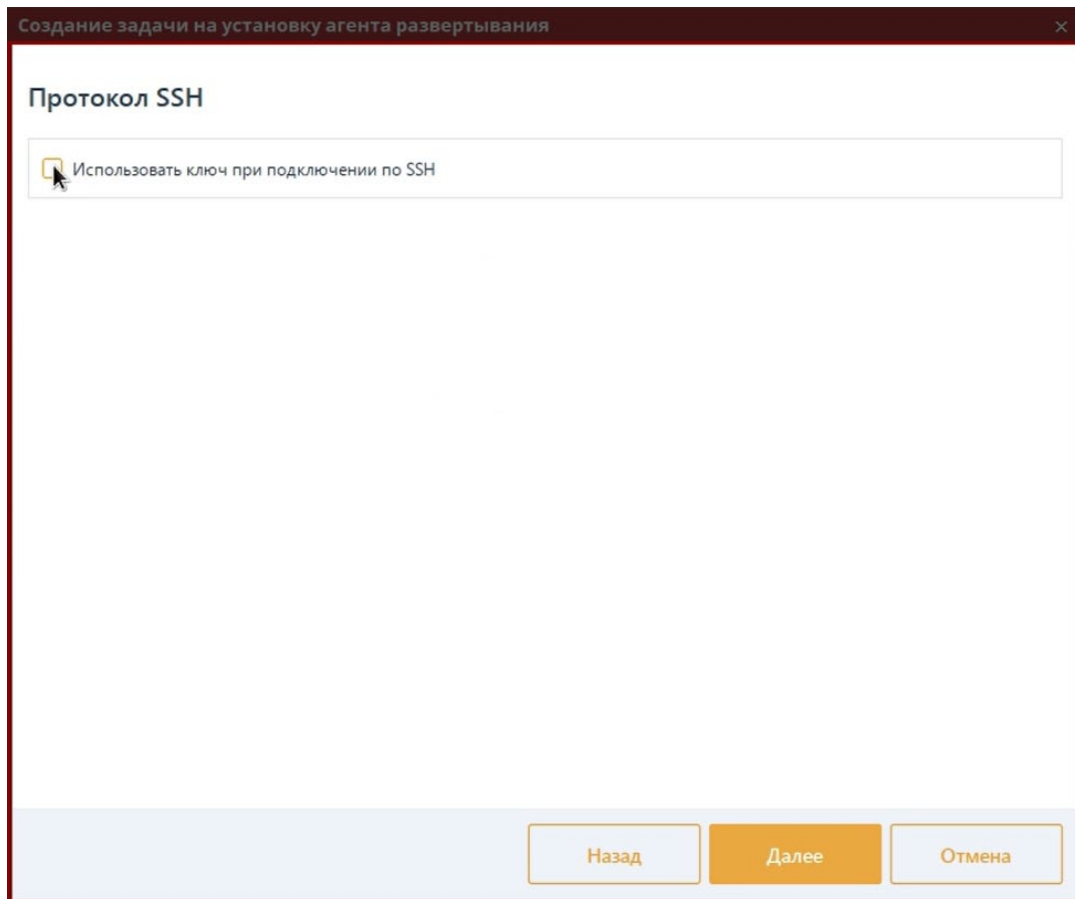 Создание задачи на установку агента развертывания
Протокол SSH
Использовать ключ при подключении по SSH
Назад
Далее
Отмена